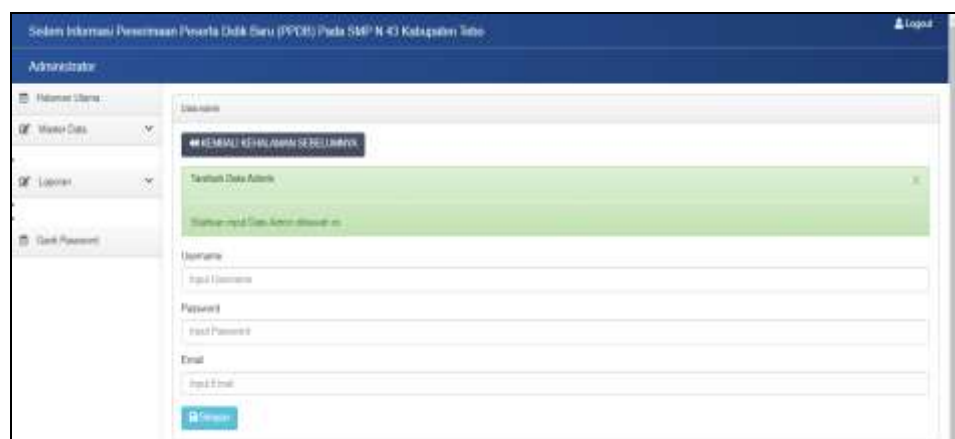 Sistem Informasi Penerimaan Peserta Didik Baru (PPDB) Pada SMP N 43 Kabupaten Tebo
Logout
Administrator
Halaman Utama
Master Data
Laporan
Ganti Password
Username
KEMBALI KEHALAMAN SEBELUMNYA
Tambah Data Admin
x
Silahkan input Data Admin dibawah ini
Username
Input Username
Password
Input Password
Email
Input Email
Simpan